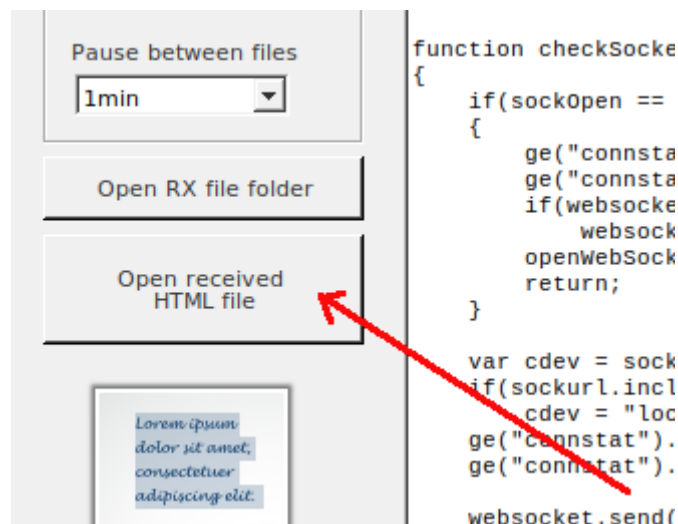 Pause between files
1min
Open RX file folder
Open received
HTML file
Lorem ipsum
dolor sit amet,
consectetuer
adipiscing elit.
function checkSocke
{
if(sockOpen ==
{
ge("connsta
ge("connsta
if(websocke
websock
openWebSock
return;
}
var cdev = sock
if(sockurl.incl
cdev = "loc
ge("connstat").
ge("connstat").
websocket.send(